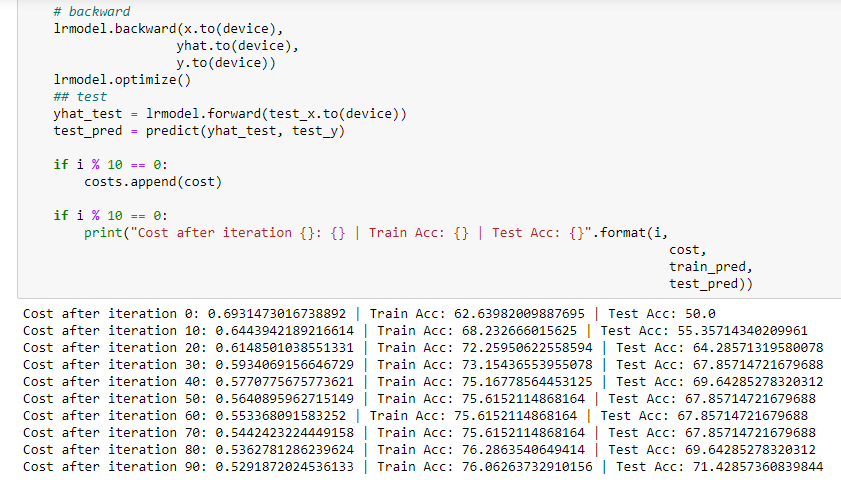 # backward
lrmodel.backward(x.to(device),
yhat.to(device),
y.to(device))
lrmodel.optimize()
## test
yhat_test = lrmodel.forward(test_x.to(device))
test_pred = predict(yhat_test, test_y)
if i % 10 == 0:
costs.append(cost)
if i % 10 == 0:
print("Cost after iteration {}: {} | Train Acc: {} | Test Acc: {}".format(i,
cost,
train_pred,
test_pred))
Cost after iteration 0: 0.6931473016738892 | Train Acc: 62.63982009887695 | Test Acc: 50.0
Cost after iteration 10: 0.6443942189216614 | Train Acc: 68.232666015625 | Test Acc: 55.35714340209961
Cost after iteration 20: 0.6148501038551331 | Train Acc: 72.25950622558594 | Test Acc: 64.28571319580078
Cost after iteration 30: 0.5934069156646729 | Train Acc: 73.15436553955078 | Test Acc: 67.85714721679688
Cost after iteration 40: 0.5770775675773621 | Train Acc: 75.16778564453125 | Test Acc: 69.64285278320312
Cost after iteration 50: 0.5640895962715149 | Train Acc: 75.6152114868164 | Test Acc: 67.85714721679688
Cost after iteration 60: 0.553368091583252 | Train Acc: 75.6152114868164 | Test Acc: 67.85714721679688
Cost after iteration 70: 0.5442423224449158 | Train Acc: 75.6152114868164 | Test Acc: 67.85714721679688
Cost after iteration 80: 0.5362781286239624 | Train Acc: 76.2863540649414 | Test Acc: 69.64285278320312
Cost after iteration 90: 0.5291872024536133 | Train Acc: 76.06263732910156 | Test Acc: 71.42857360839844